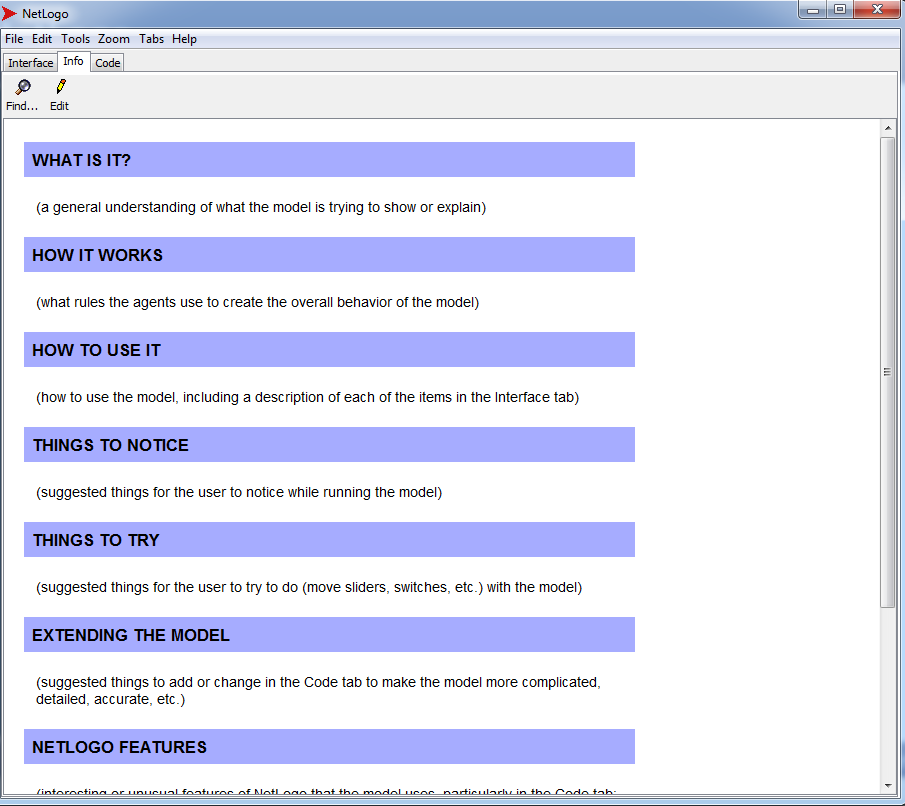 NetLogo
File Edit Tools Zoom Tabs Help
Interface Info Code
Find... Edit
WHAT IS IT?
(a general understanding of what the model is trying to show or explain)
HOW IT WORKS
(what rules the agents use to create the overall behavior of the model)
HOW TO USE IT
(how to use the model, including a description of each of the items in the Interface tab)
THINGS TO NOTICE
(suggested things for the user to notice while running the model)
THINGS TO TRY
(suggested things for the user to try to do (move sliders, switches, etc.) with the model)
EXTENDING THE MODEL
(suggested things to add or change in the Code tab to make the model more complicated,
detailed, accurate, etc.)
NETLOGO FEATURES
(interesting or unusual features of NetLogo that the model uses, particularly in the Code tab;